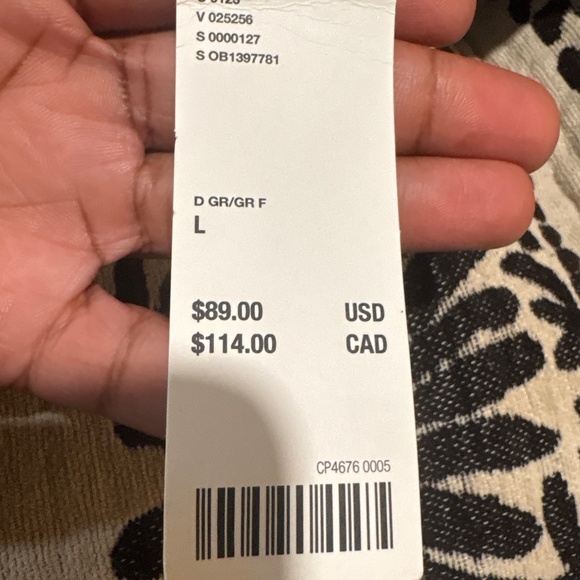 V 025256
S 0000127
S OB1397781
D GR/GR F
L
$89.00 USD
$114.00 CAD
CP4676 0005